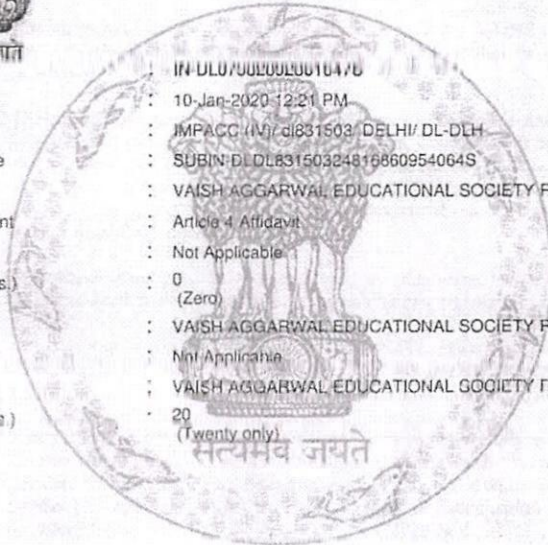 : 10-Jan-2020 12:21 PM
: IMPACC (IV)/ dl831503/ DELHI/ DL-DLH
: SUBIN-DLDL83150324816860954064S
: VAISH AGGARWAL EDUCATIONAL SOCIETY R
: Article 4 Affidavit
: Not Applicable
s.) : 0
(Zero)
: VAISH AGGARWAL EDUCATIONAL SOCIETY R
: Not Applicable
: VAISH AGGARWAL EDUCATIONAL SOCIETY R
.) : 20
(Twenty only)
सत्यमेव जयते